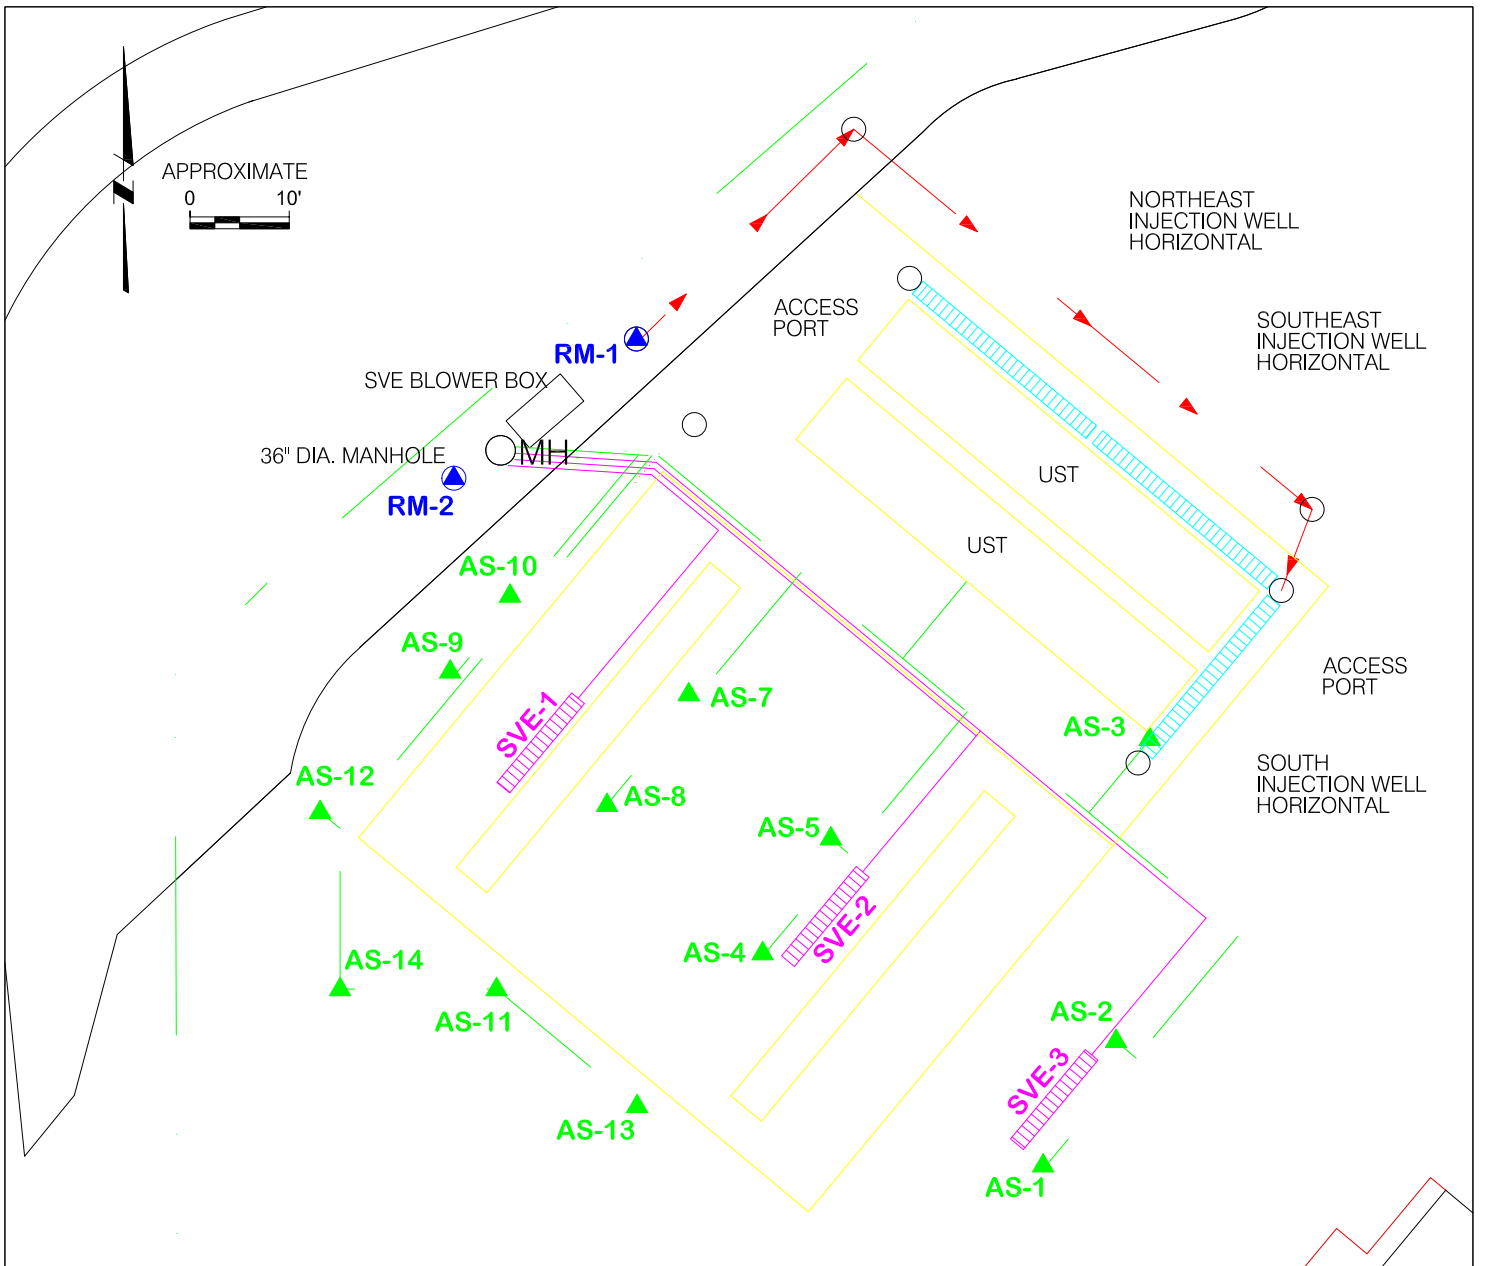 APPROXIMATE
0 10'
NORTHEAST
INJECTION WELL
HORIZONTAL
ACCESS
PORT
SOUTHEAST
INJECTION WELL
HORIZONTAL
RM-1
SVE BLOWER BOX
36" DIA. MANHOLE
MH
RM-2
UST
UST
AS-10
AS-9
AS-7
SVE-1
ACCESS
PORT
AS-3
AS-12
AS-8
SOUTH
INJECTION WELL
HORIZONTAL
AS-5
SVE-2
AS-4
AS-14
AS-11
AS-2
SVE-3
AS-13
AS-1